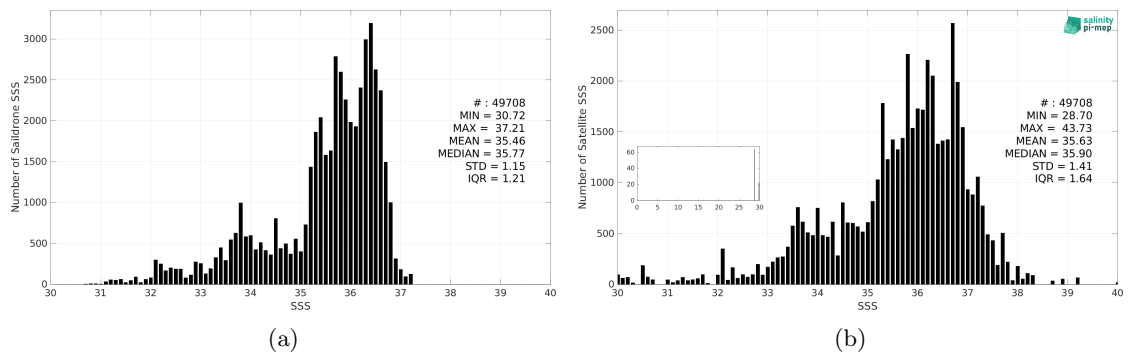 3000
2500
2000
1500
1000
500
0
Number of Saildrone SSS
# : 49708
MIN = 30.72
MAX = 37.21
MEAN = 35.46
MEDIAN = 35.77
STD = 1.15
IQR = 1.21
30 31 32 33 34 35 36 37 38 39 40
SSS
(a)
salinity
pi-mep
2500
2000
1500
1000
500
0
Number of Satellite SSS
# : 49708
MIN = 28.70
MAX = 43.73
MEAN = 35.63
MEDIAN = 35.90
STD = 1.41
IQR = 1.64
60
40
20
0
0 5 10 15 20 25 30
30 31 32 33 34 35 36 37 38 39 40
SSS
(b)